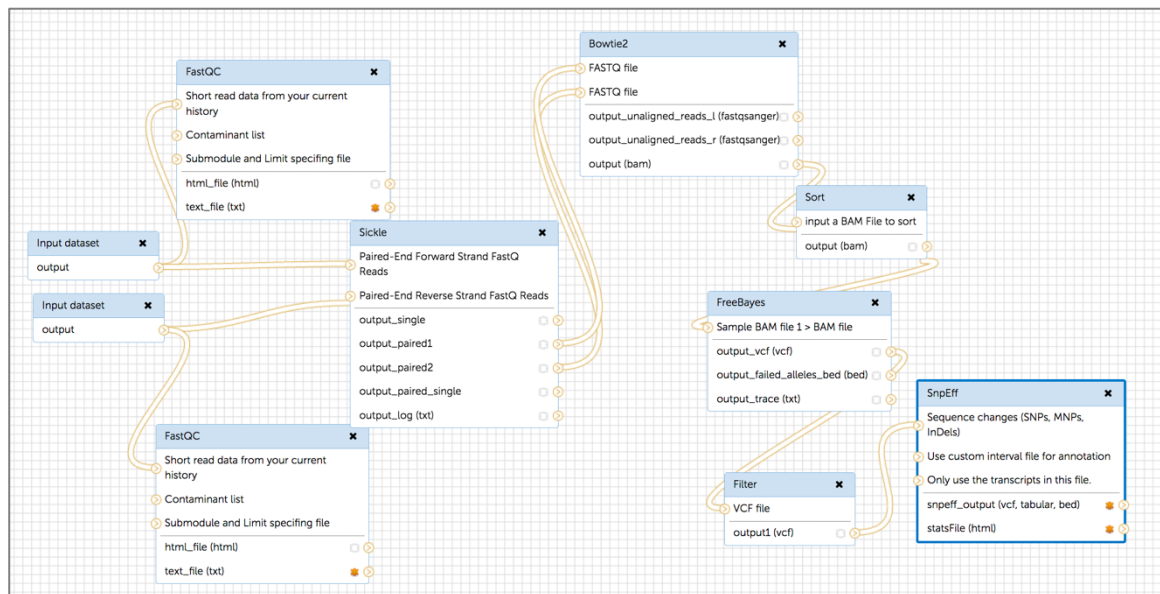 FastQC
Short read data from your current
history
Contaminant list
Submodule and Limit specifing file
html_file (html)
text_file (txt)
Input dataset
output
Input dataset
output
Sickle
Paired-End Forward Strand FastQ
Reads
Paired-End Reverse Strand FastQ Reads
output_single
output_paired1
output_paired2
output_paired_single
output_log (txt)
FastQC
Short read data from your current
history
Contaminant list
Submodule and Limit specifing file
html_file (html)
text_file (txt)
Bowtie2
FASTQ file
FASTQ file
output_unaligned_reads_l (fastqsanger)
output_unaligned_reads_r (fastqsanger)
output (bam)
Sort
input a BAM File to sort
output (bam)
FreeBayes
Sample BAM file 1 > BAM file
output_vcf (vcf)
output_failed_alleles_bed (bed)
output_trace (txt)
Filter
VCF file
output1 (vcf)
SnpEff
Sequence changes (SNPs, MNPs,
InDels)
Use custom interval file for annotation
Only use the transcripts in this file.
snpeff_output (vcf, tabular, bed)
statsFile (html)